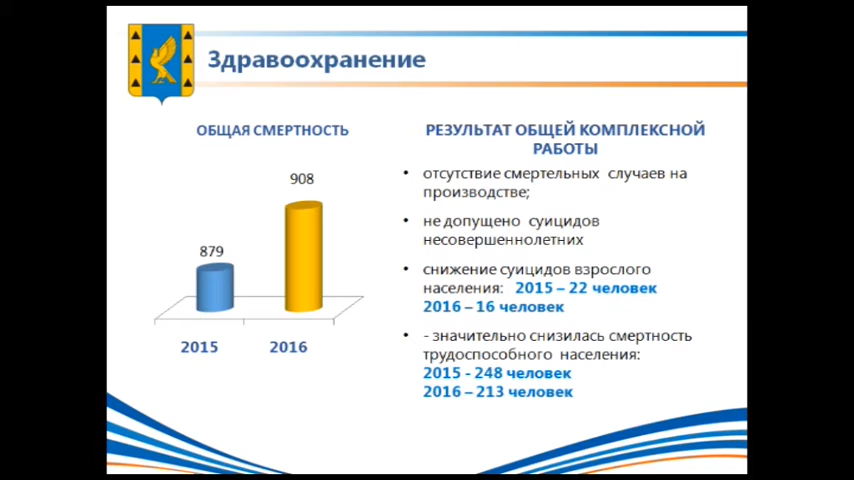 Здравоохранение
ОБЩАЯ СМЕРТНОСТЬ
908
879
2015
2016
РЕЗУЛЬТАТ ОБЩЕЙ КОМПЛЕКСНОЙ
РАБОТЫ
• отсутствие смертельных случаев на
производстве;
• не допущено суицидов
несовершеннолетних
• снижение суицидов взрослого
населения: 2015 – 22 человек
2016 – 16 человек
• - значительно снизилась смертность
трудоспособного населения:
2015 - 248 человек
2016 – 213 человек